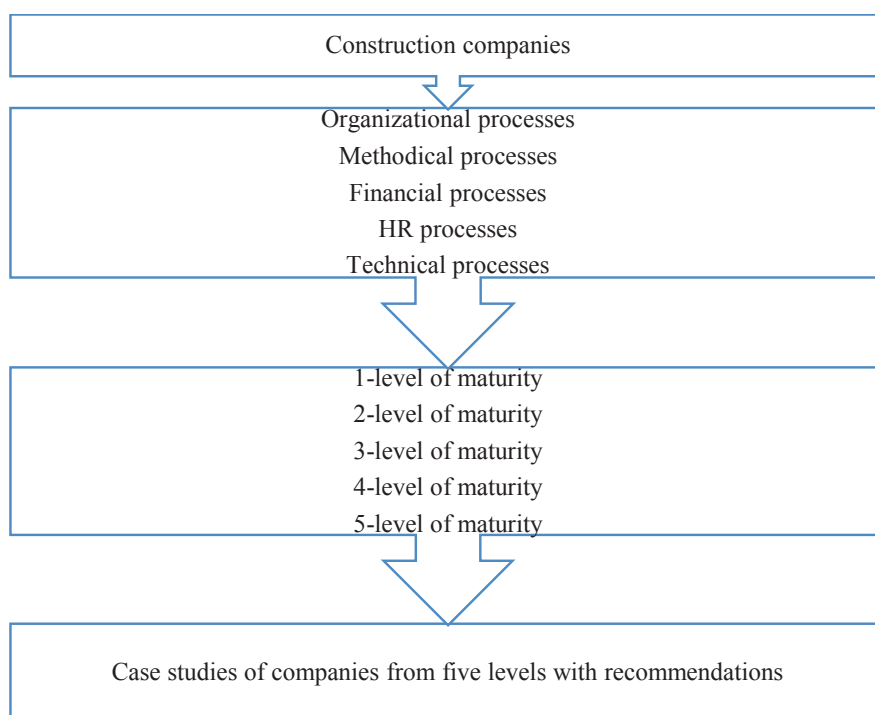 Construction companies
Organizational processes
Methodical processes
Financial processes
HR processes
Technical processes
1-level of maturity
2-level of maturity
3-level of maturity
4-level of maturity
5-level of maturity
Case studies of companies from five levels with recommendations